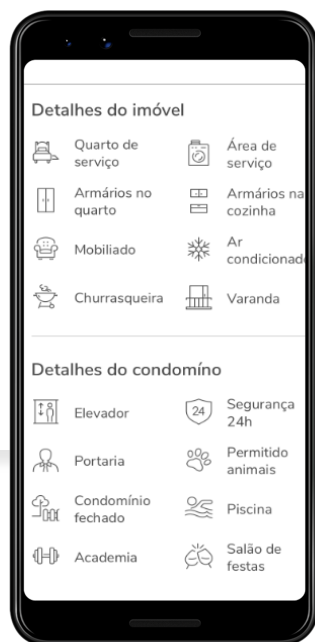 Detalhes do imóvel
Quarto de
serviço
Área de
serviço
Armários no
quarto
Armários na
cozinha
Mobiliado
Ar
condicionado
Churrasqueira
Varanda
Detalhes do condomíno
Elevador
24
Segurança
24h
Portaria
Permitido
animais
Condomínio
fechado
Piscina
Academia
Salão de
festas